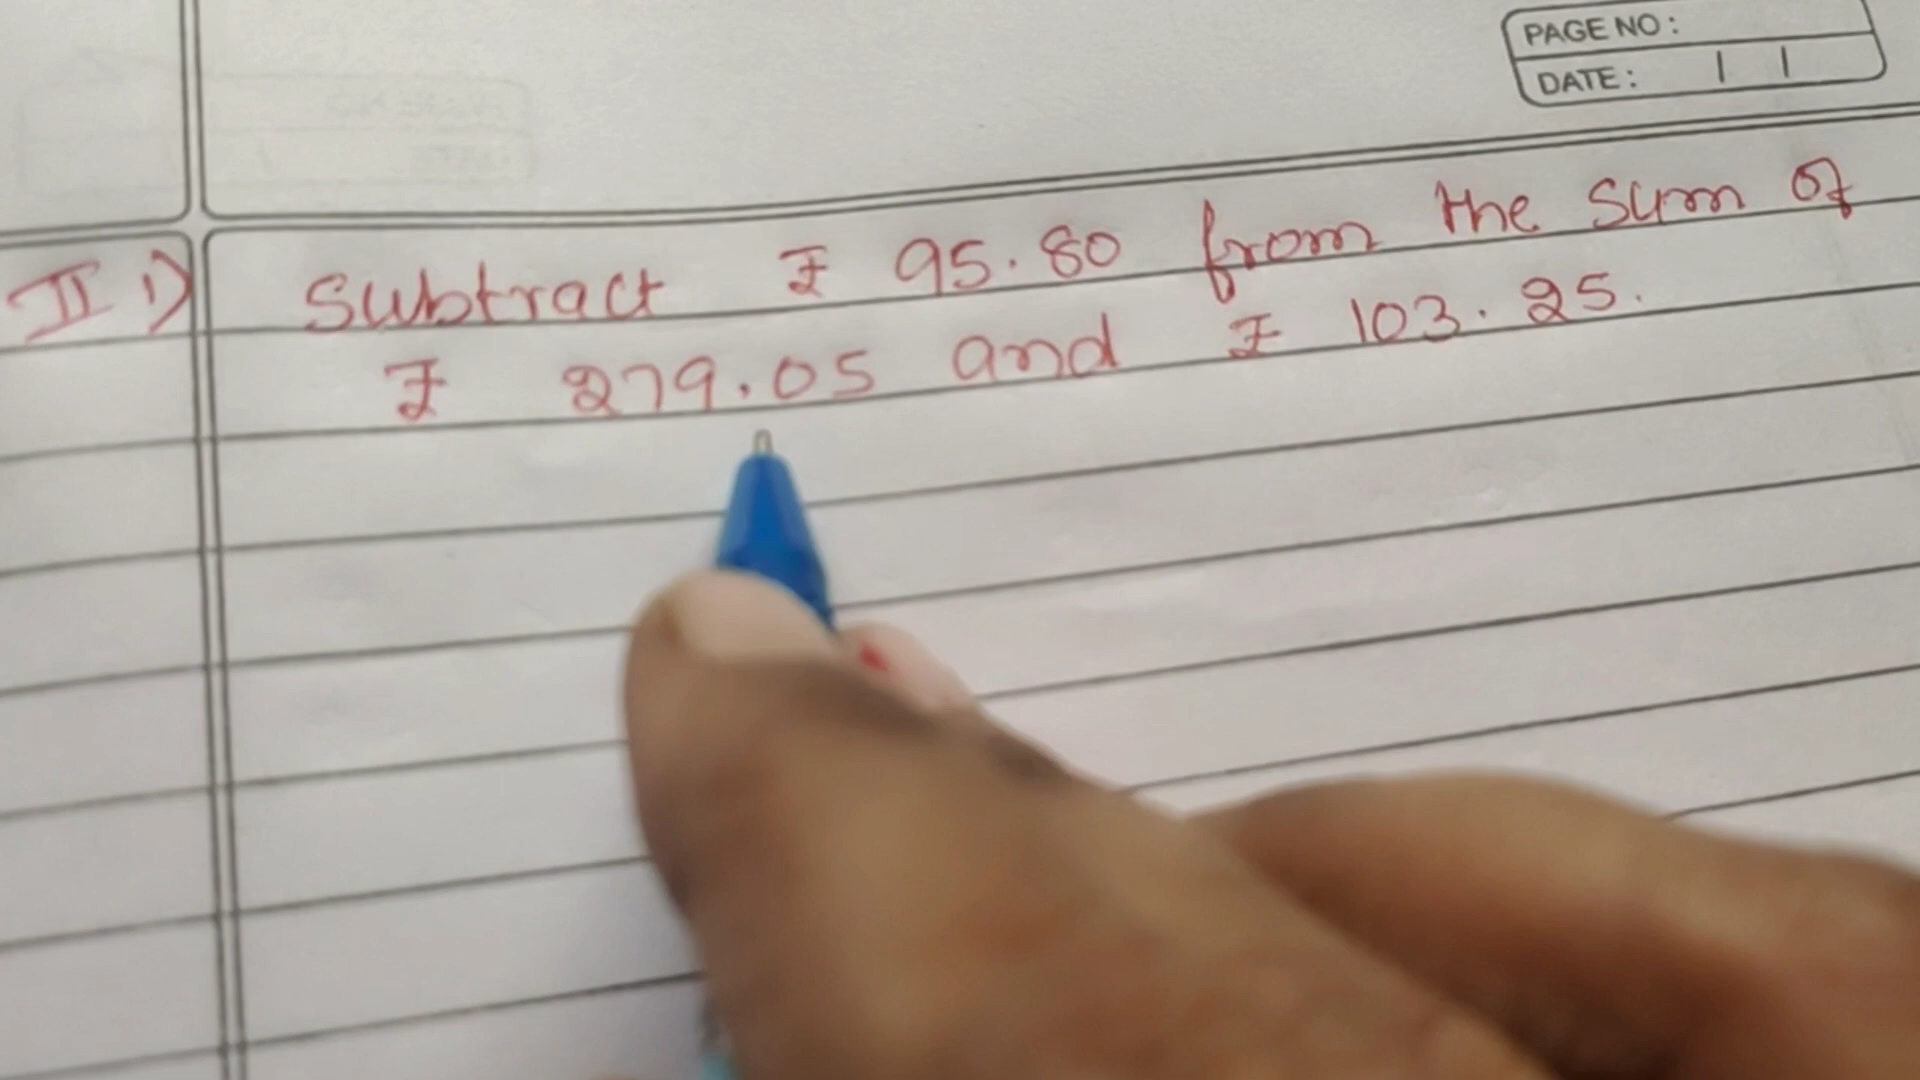 PAGE NO :
DATE :
II 1) Subtract ₹ 95.80 from the sum of
₹ 279.05 and ₹ 103.25.